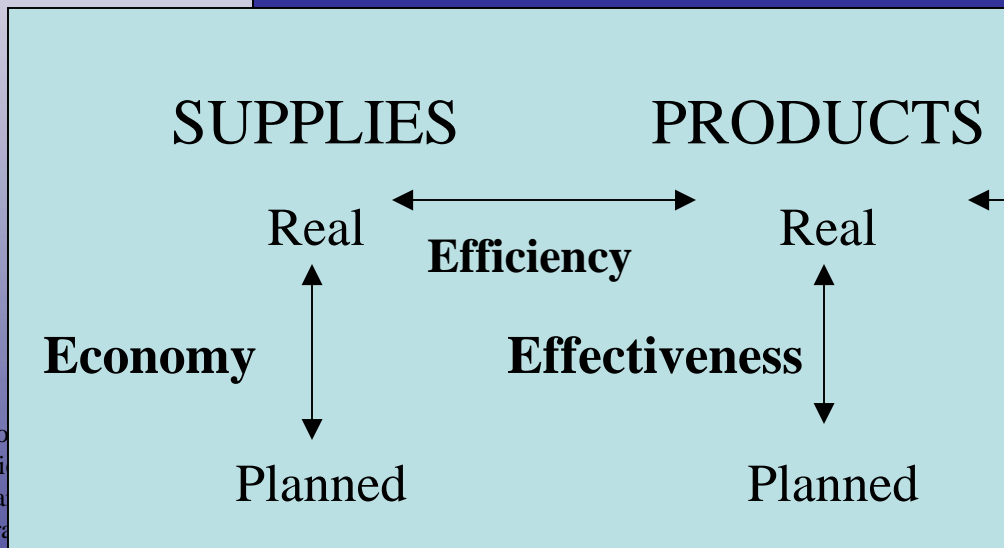 SUPPLIES PRODUCTS
Real Real
Efficiency
Economy Effectiveness
Planned Planned